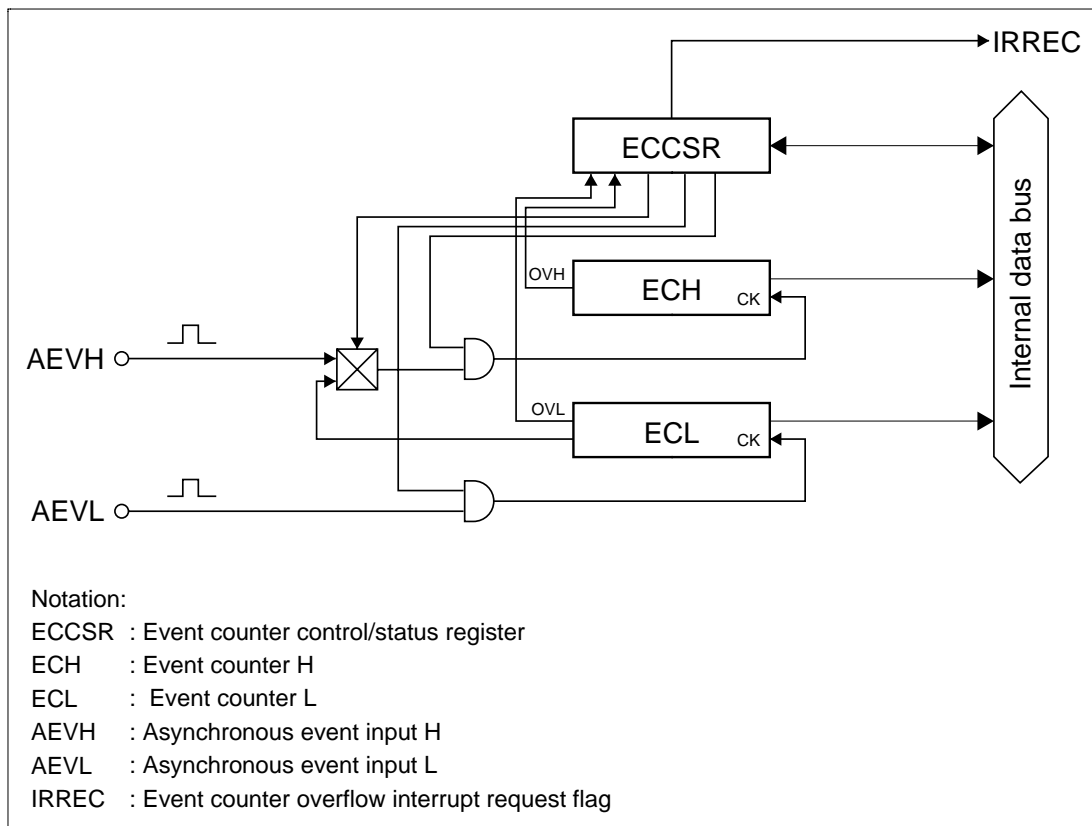 IRREC
ECCSR
OVH
ECH
CK
AEVH
OVL
ECL
CK
AEVL
Internal data bus
Notation:
ECCSR : Event counter control/status register
ECH : Event counter H
ECL : Event counter L
AEVH : Asynchronous event input H
AEVL : Asynchronous event input L
IRREC : Event counter overflow interrupt request flag